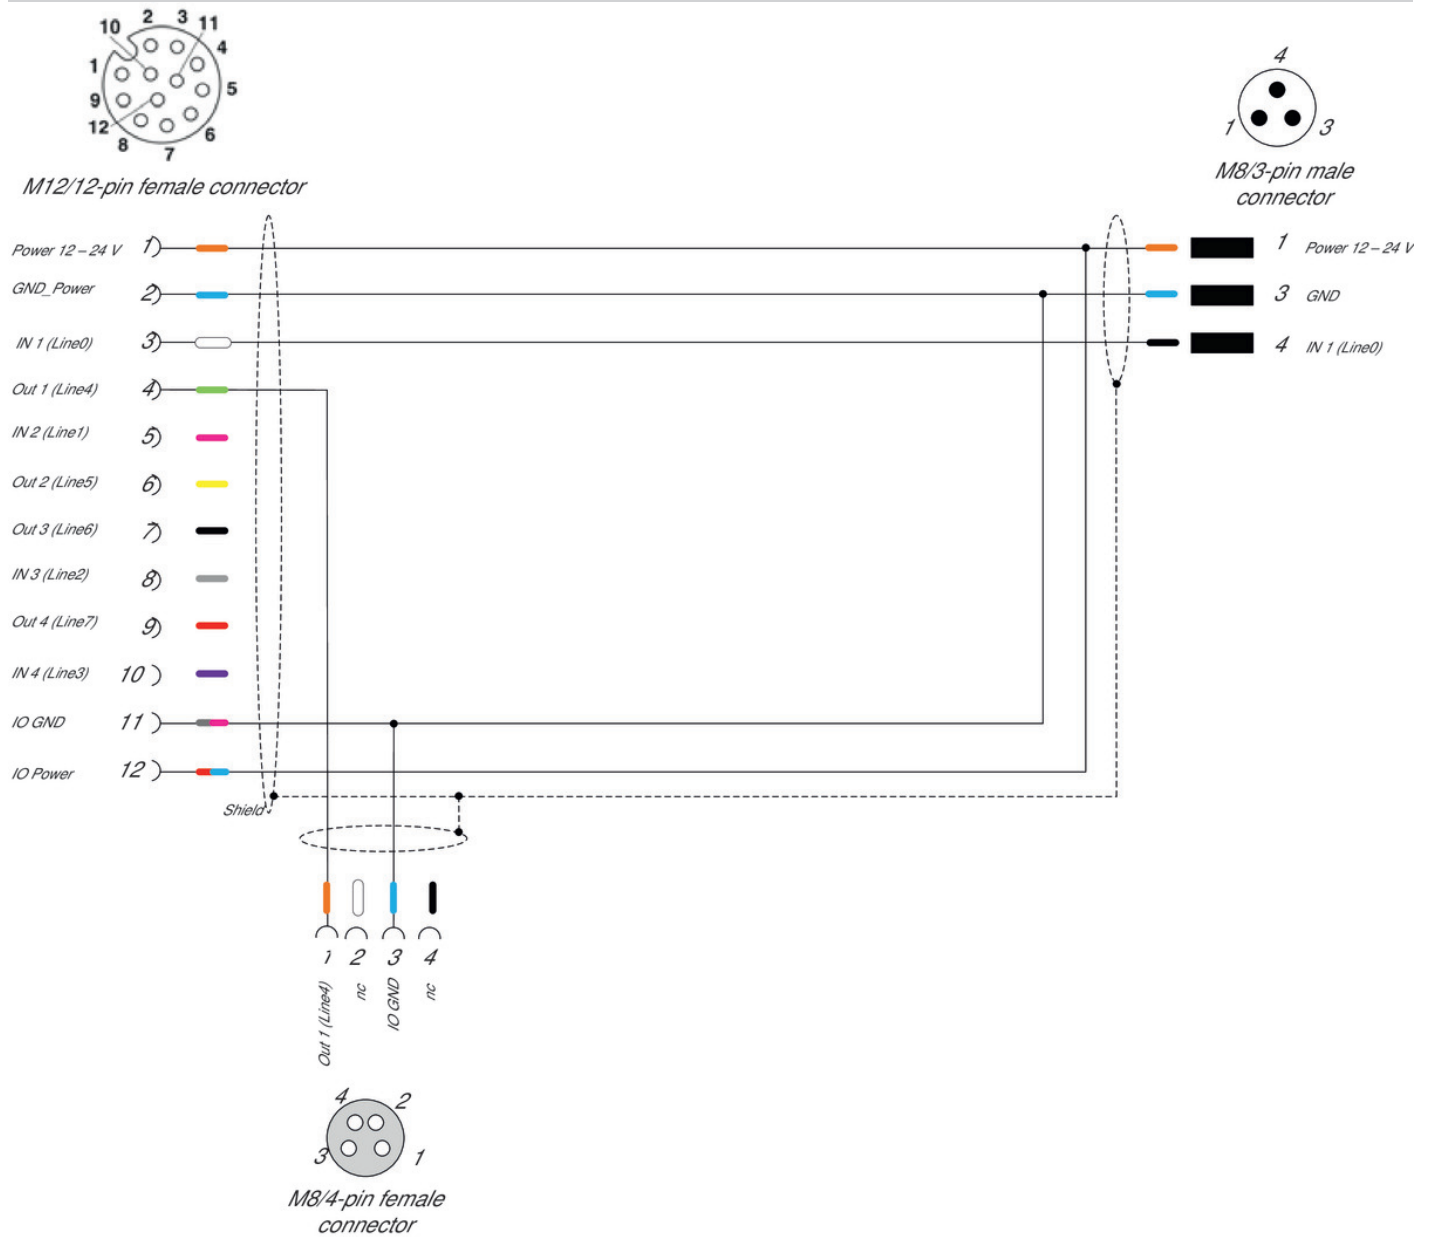 2 3 11
10 4
1
5
9
12 6
8 7
M12/12-pin female connector
4
1 3
M8/3-pin male
connector
Power 12 – 24 V 1
GND_Power 2
IN 1 (Line0) 3
Out 1 (Line4) 4
IN 2 (Line1) 5
Out 2 (Line5) 6
Out 3 (Line6) 7
IN 3 (Line2) 8
Out 4 (Line7) 9
IN 4 (Line3) 10
IO GND 11
IO Power 12
1 Power 12 – 24 V
3 GND
4 IN 1 (Line0)
Shield
1 2 3 4
Out 1 (Line4)
nc
IO GND
nc
4 2
3 1
M8/4-pin female
connector